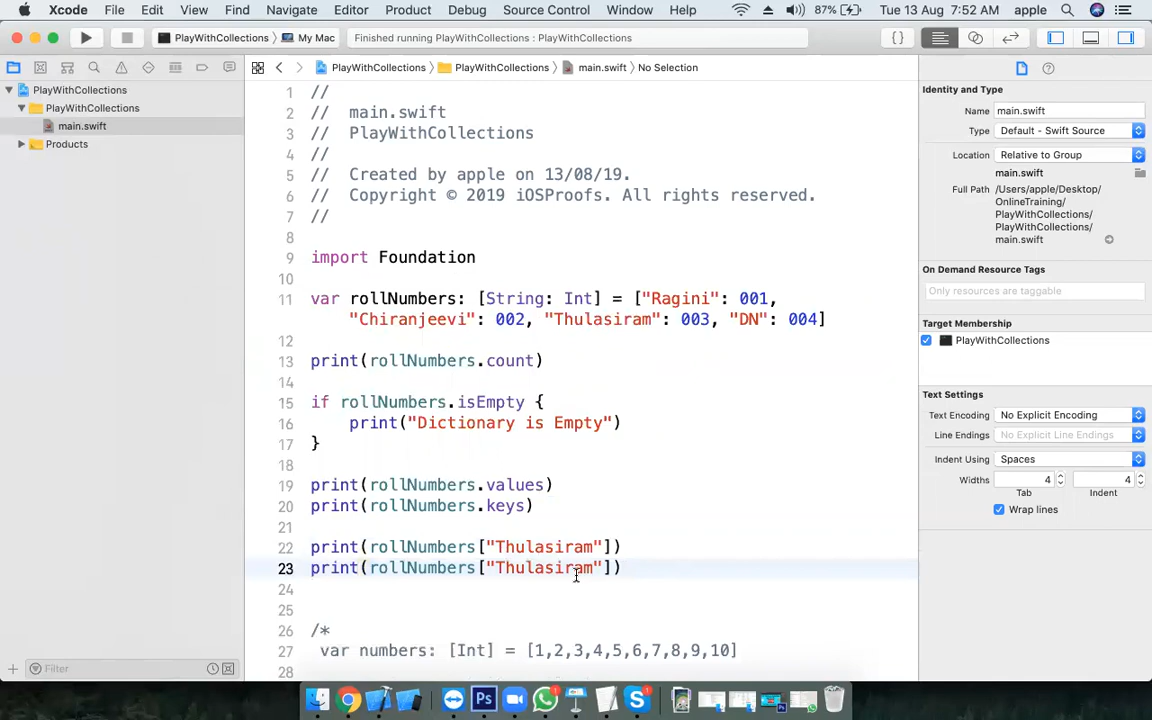 Xcode File Edit View Find Navigate Editor Product Debug Source Control Window Help 87% Tue 13 Aug 7:52 AM apple
PlayWithCollections My Mac Finished running PlayWithCollections : PlayWithCollections { }
PlayWithCollections PlayWithCollections main.swift No Selection
PlayWithCollections
PlayWithCollections
main.swift
Products
Filter
1 //
2 // main.swift
3 // PlayWithCollections
4 //
5 // Created by apple on 13/08/19.
6 // Copyright © 2019 iOSProofs. All rights reserved.
7 //
8
9 import Foundation
10
11 var rollNumbers: [String: Int] = ["Ragini": 001,
"Chiranjeevi": 002, "Thulasiram": 003, "DN": 004]
12
13 print(rollNumbers.count)
14
15 if rollNumbers.isEmpty {
16 print("Dictionary is Empty")
17 }
18
19 print(rollNumbers.values)
20 print(rollNumbers.keys)
21
22 print(rollNumbers["Thulasiram"])
23 print(rollNumbers["Thulasiram"])
24
25
26 /*
27 var numbers: [Int] = [1,2,3,4,5,6,7,8,9,10]
28
Identity and Type
Name main.swift
Type Default - Swift Source
Location Relative to Group
main.swift
Full Path /Users/apple/Desktop/
OnlineTraining/
PlayWithCollections/
PlayWithCollections/
main.swift
On Demand Resource Tags
Only resources are taggable
Target Membership
PlayWithCollections
Text Settings
Text Encoding No Explicit Encoding
Line Endings No Explicit Line Endings
Indent Using Spaces
Widths 4 4
Tab Indent
Wrap lines
Ps